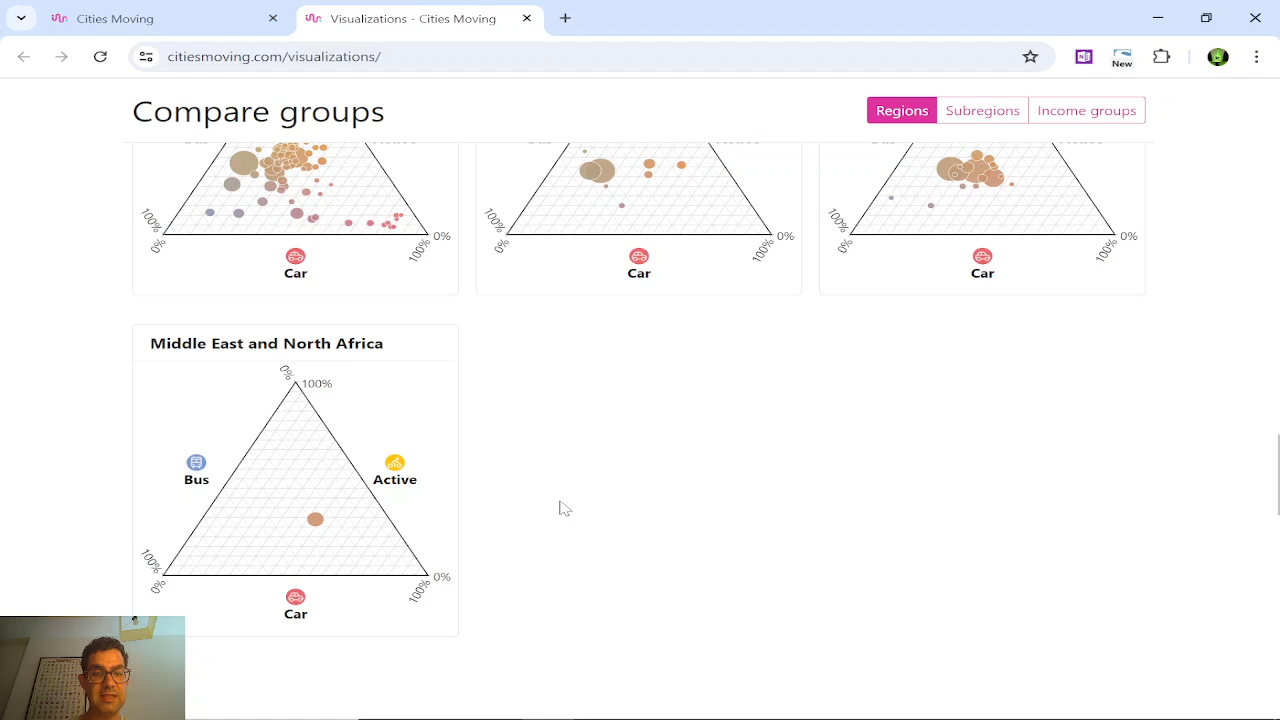 Cities Moving
Visualizations - Cities Moving
citiesmoving.com/visualizations/
New
Compare groups
Regions
Subregions
Income groups
100%
0%
100%
0%
Car
100%
0%
100%
0%
Car
100%
0%
100%
0%
Car
Middle East and North Africa
0%
100%
Bus
Active
100%
0%
100%
0%
Car